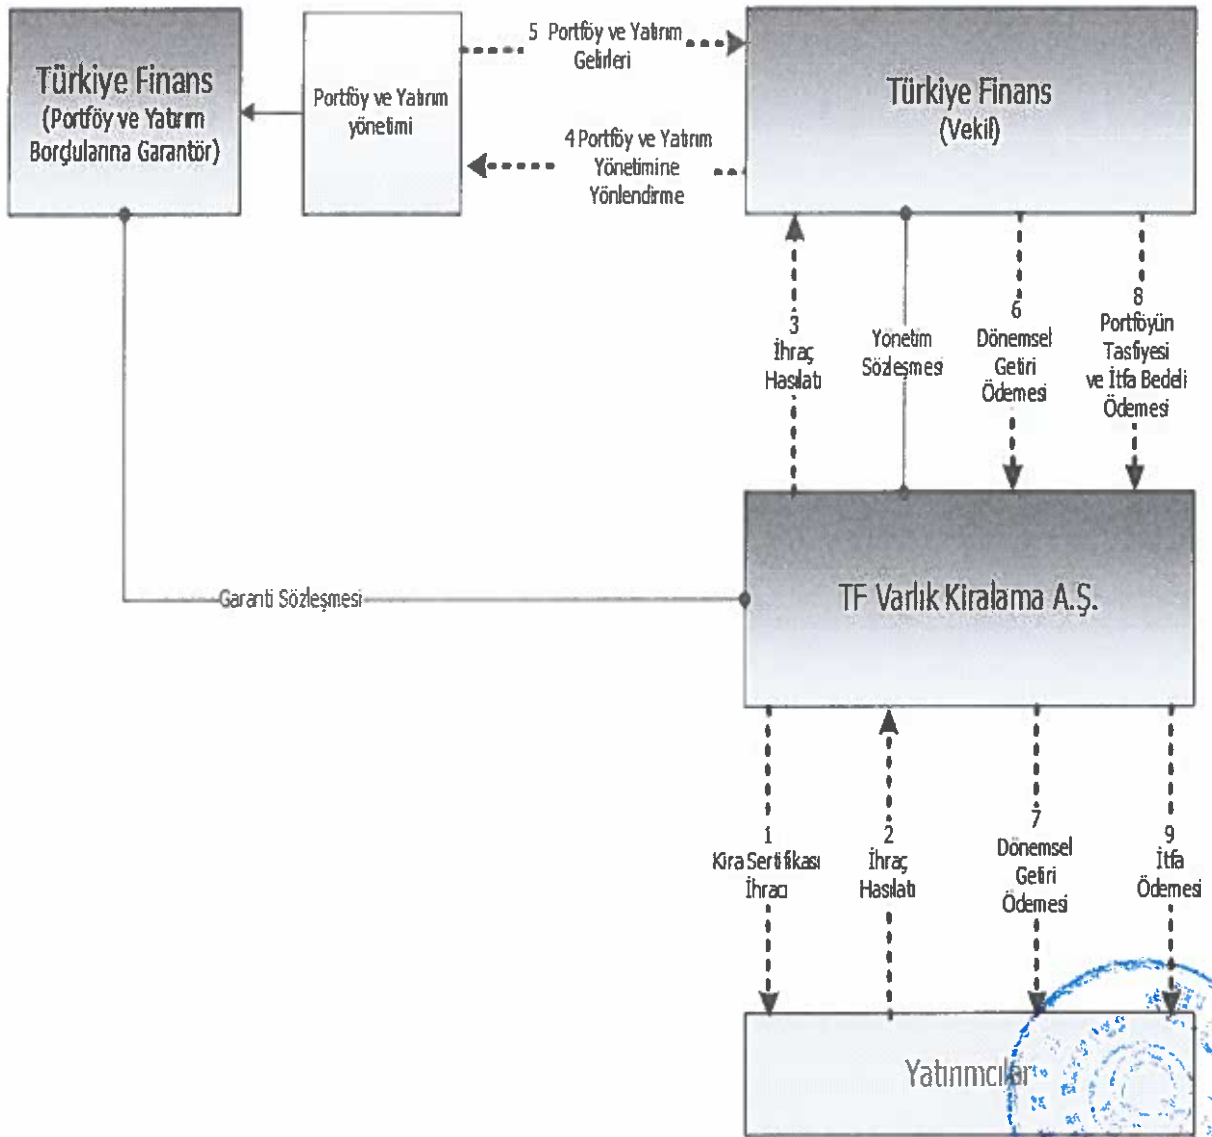 Türkiye Finans
(Portföy ve Yatırım
Borçlularına Garantör)
Portföy ve Yatırım
yönetimi
5 Portföy ve Yatırım
Gelirleri
4 Portföy ve Yatırım
Yönetimine
Yönlendirme
Türkiye Finans
(Vekil)
3
İhraç
Hasılatı
Yönetim
Sözleşmesi
6
Dönemsel
Getiri
Ödemesi
8
Portföyün
Tasfiyesi
ve İtfa Bedeli
Ödemesi
Garanti Sözleşmesi
TF Varlık Kiralama A.Ş.
1
Kira Sertifikası
İhracı
2
İhraç
Hasılatı
7
Dönemsel
Getiri
Ödemesi
9
İtfa
Ödemesi
Yatırımcılar